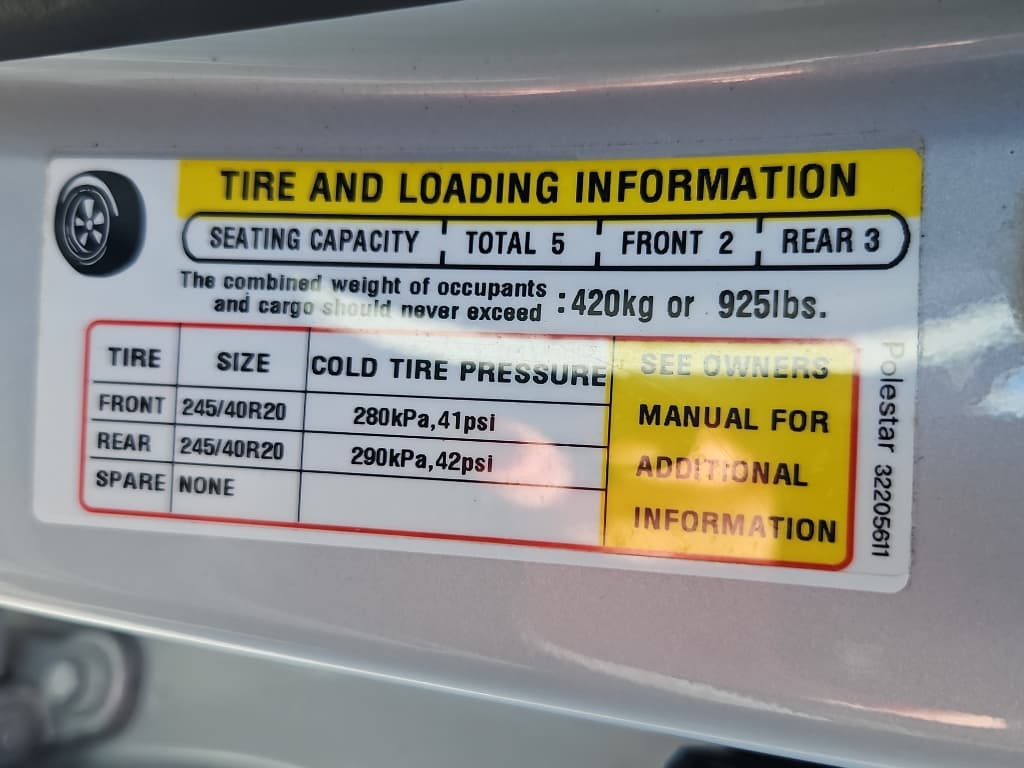 TIRE AND LOADING INFORMATION
SEATING CAPACITY TOTAL 5 FRONT 2 REAR 3
The combined weight of occupants
and cargo should never exceed :420kg or 925lbs.
TIRE SIZE COLD TIRE PRESSURE
FRONT 245/40R20 280kPa,41psi
REAR 245/40R20 290kPa,42psi
SPARE NONE
SEE OWNERS
MANUAL FOR
ADDITIONAL
INFORMATION
Polestar 32205611